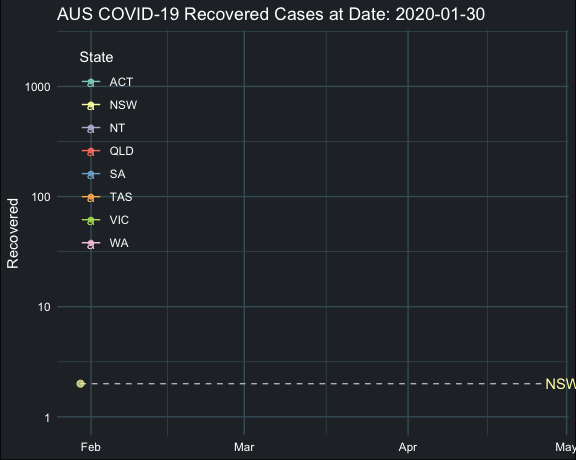 AUS COVID-19 Recovered Cases at Date: 2020-01-30
State
ACT
NSW
NT
QLD
SA
TAS
VIC
WA
Recovered
1000
100
10
1
NSW
Feb Mar Apr May